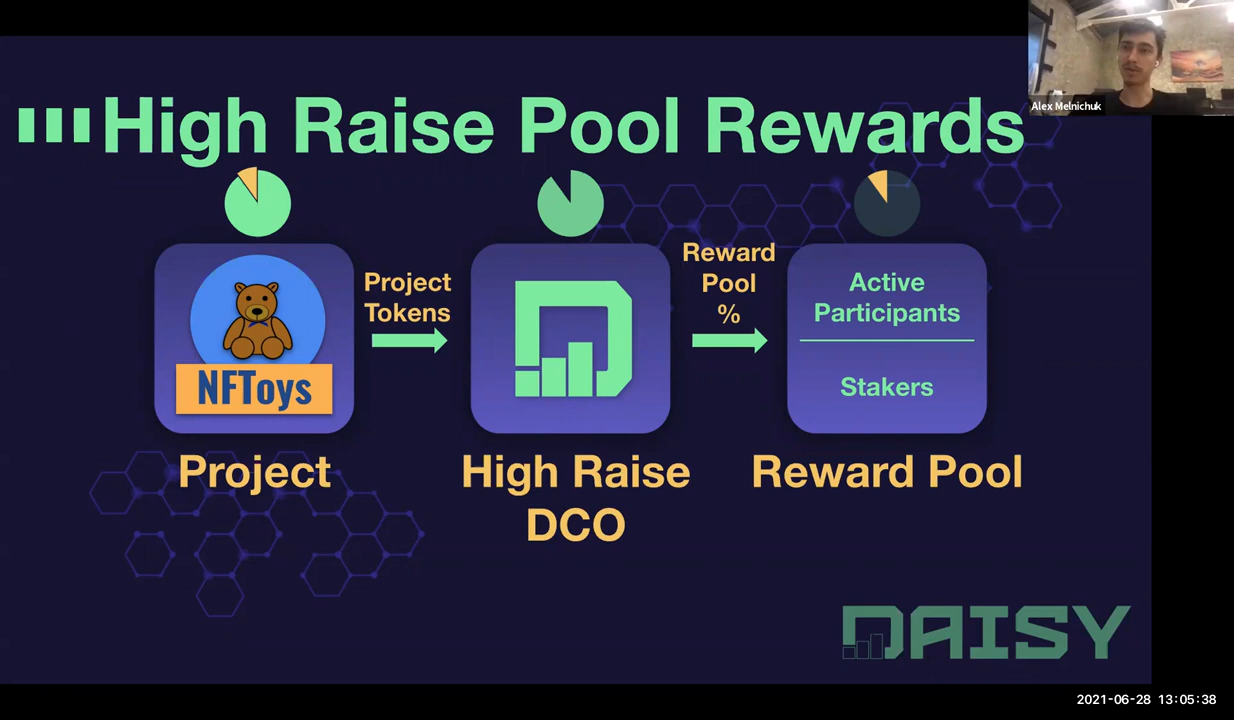 High Raise Pool Rewards
Alex Melnichuk
Project
Tokens
Reward
Pool
%
NFToys
Active
Participants
Stakers
Project
High Raise
DCO
Reward Pool
DAISY
2021-06-28 13:05:38